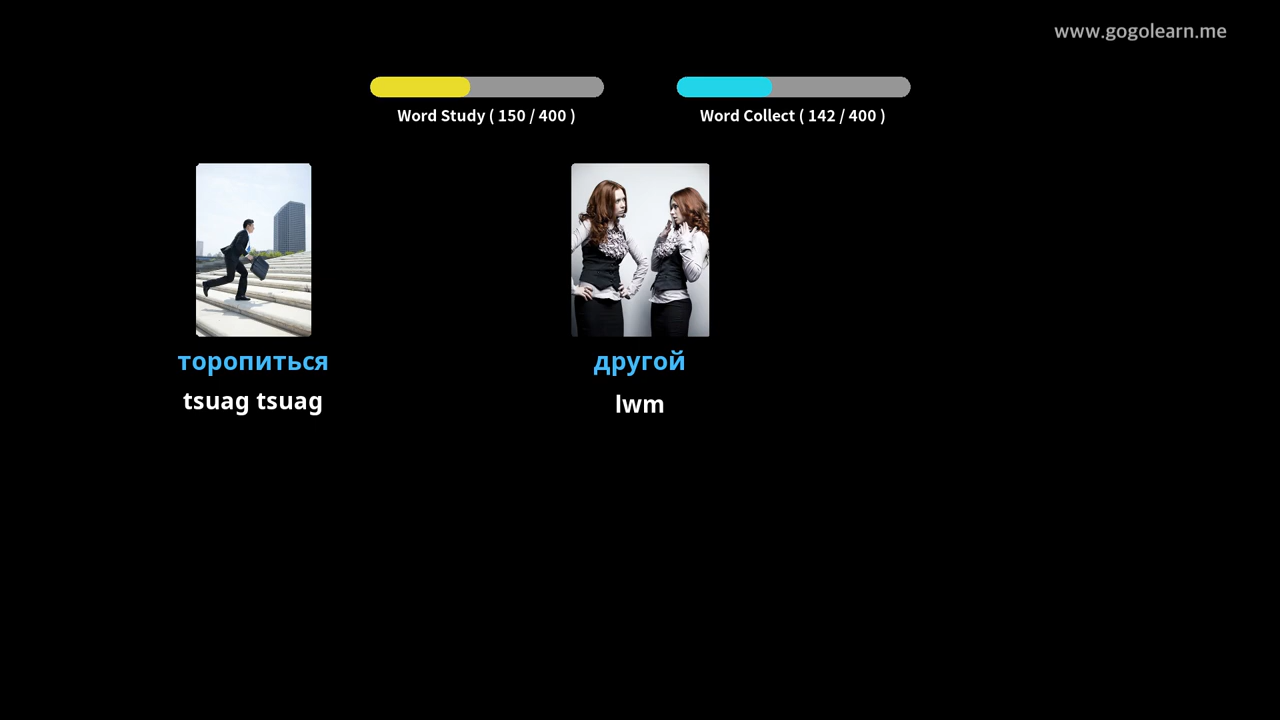 www.gogolearn.me
Word Study ( 150 / 400 )
Word Collect ( 142 / 400 )
торопиться
tsuag tsuag
другой
lwm